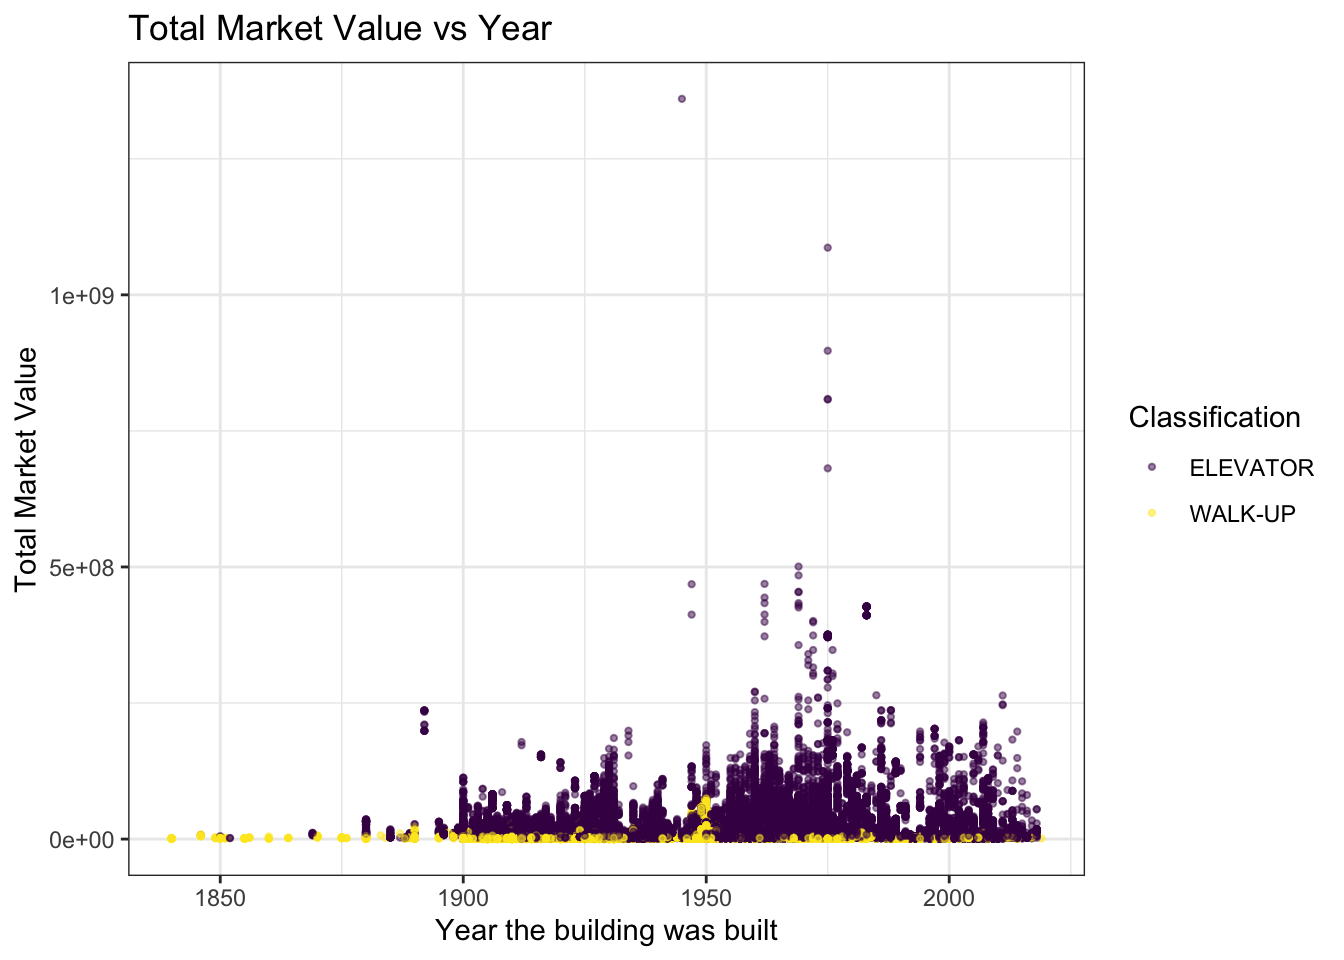 Total Market Value vs Year
Total Market Value
1e+09
5e+08
0e+00
1850
1900
1950
2000
Year the building was built
Classification
ELEVATOR
WALK-UP